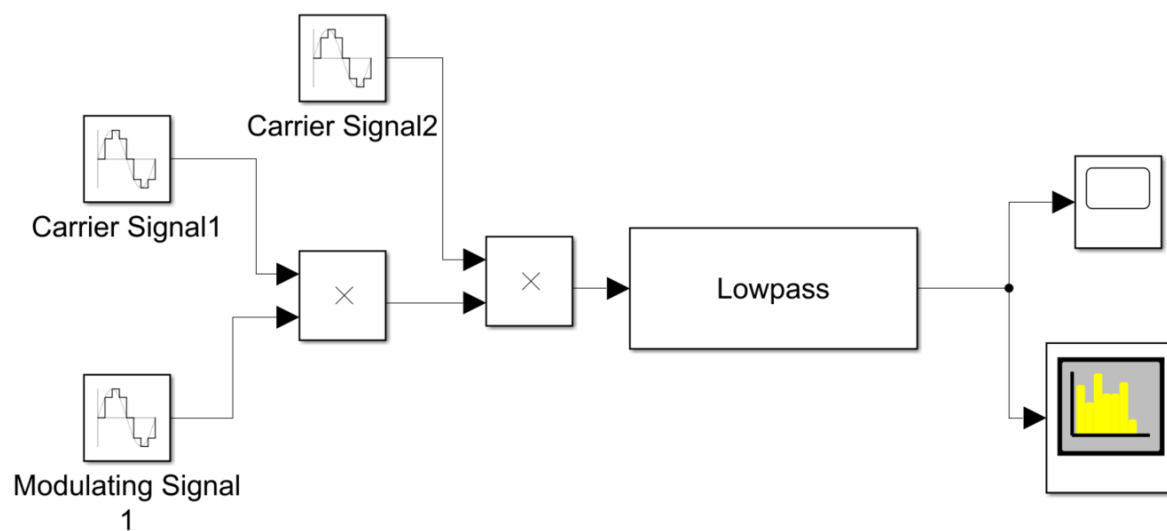 Carrier Signal2
Carrier Signal1
Lowpass
Modulating Signal
1